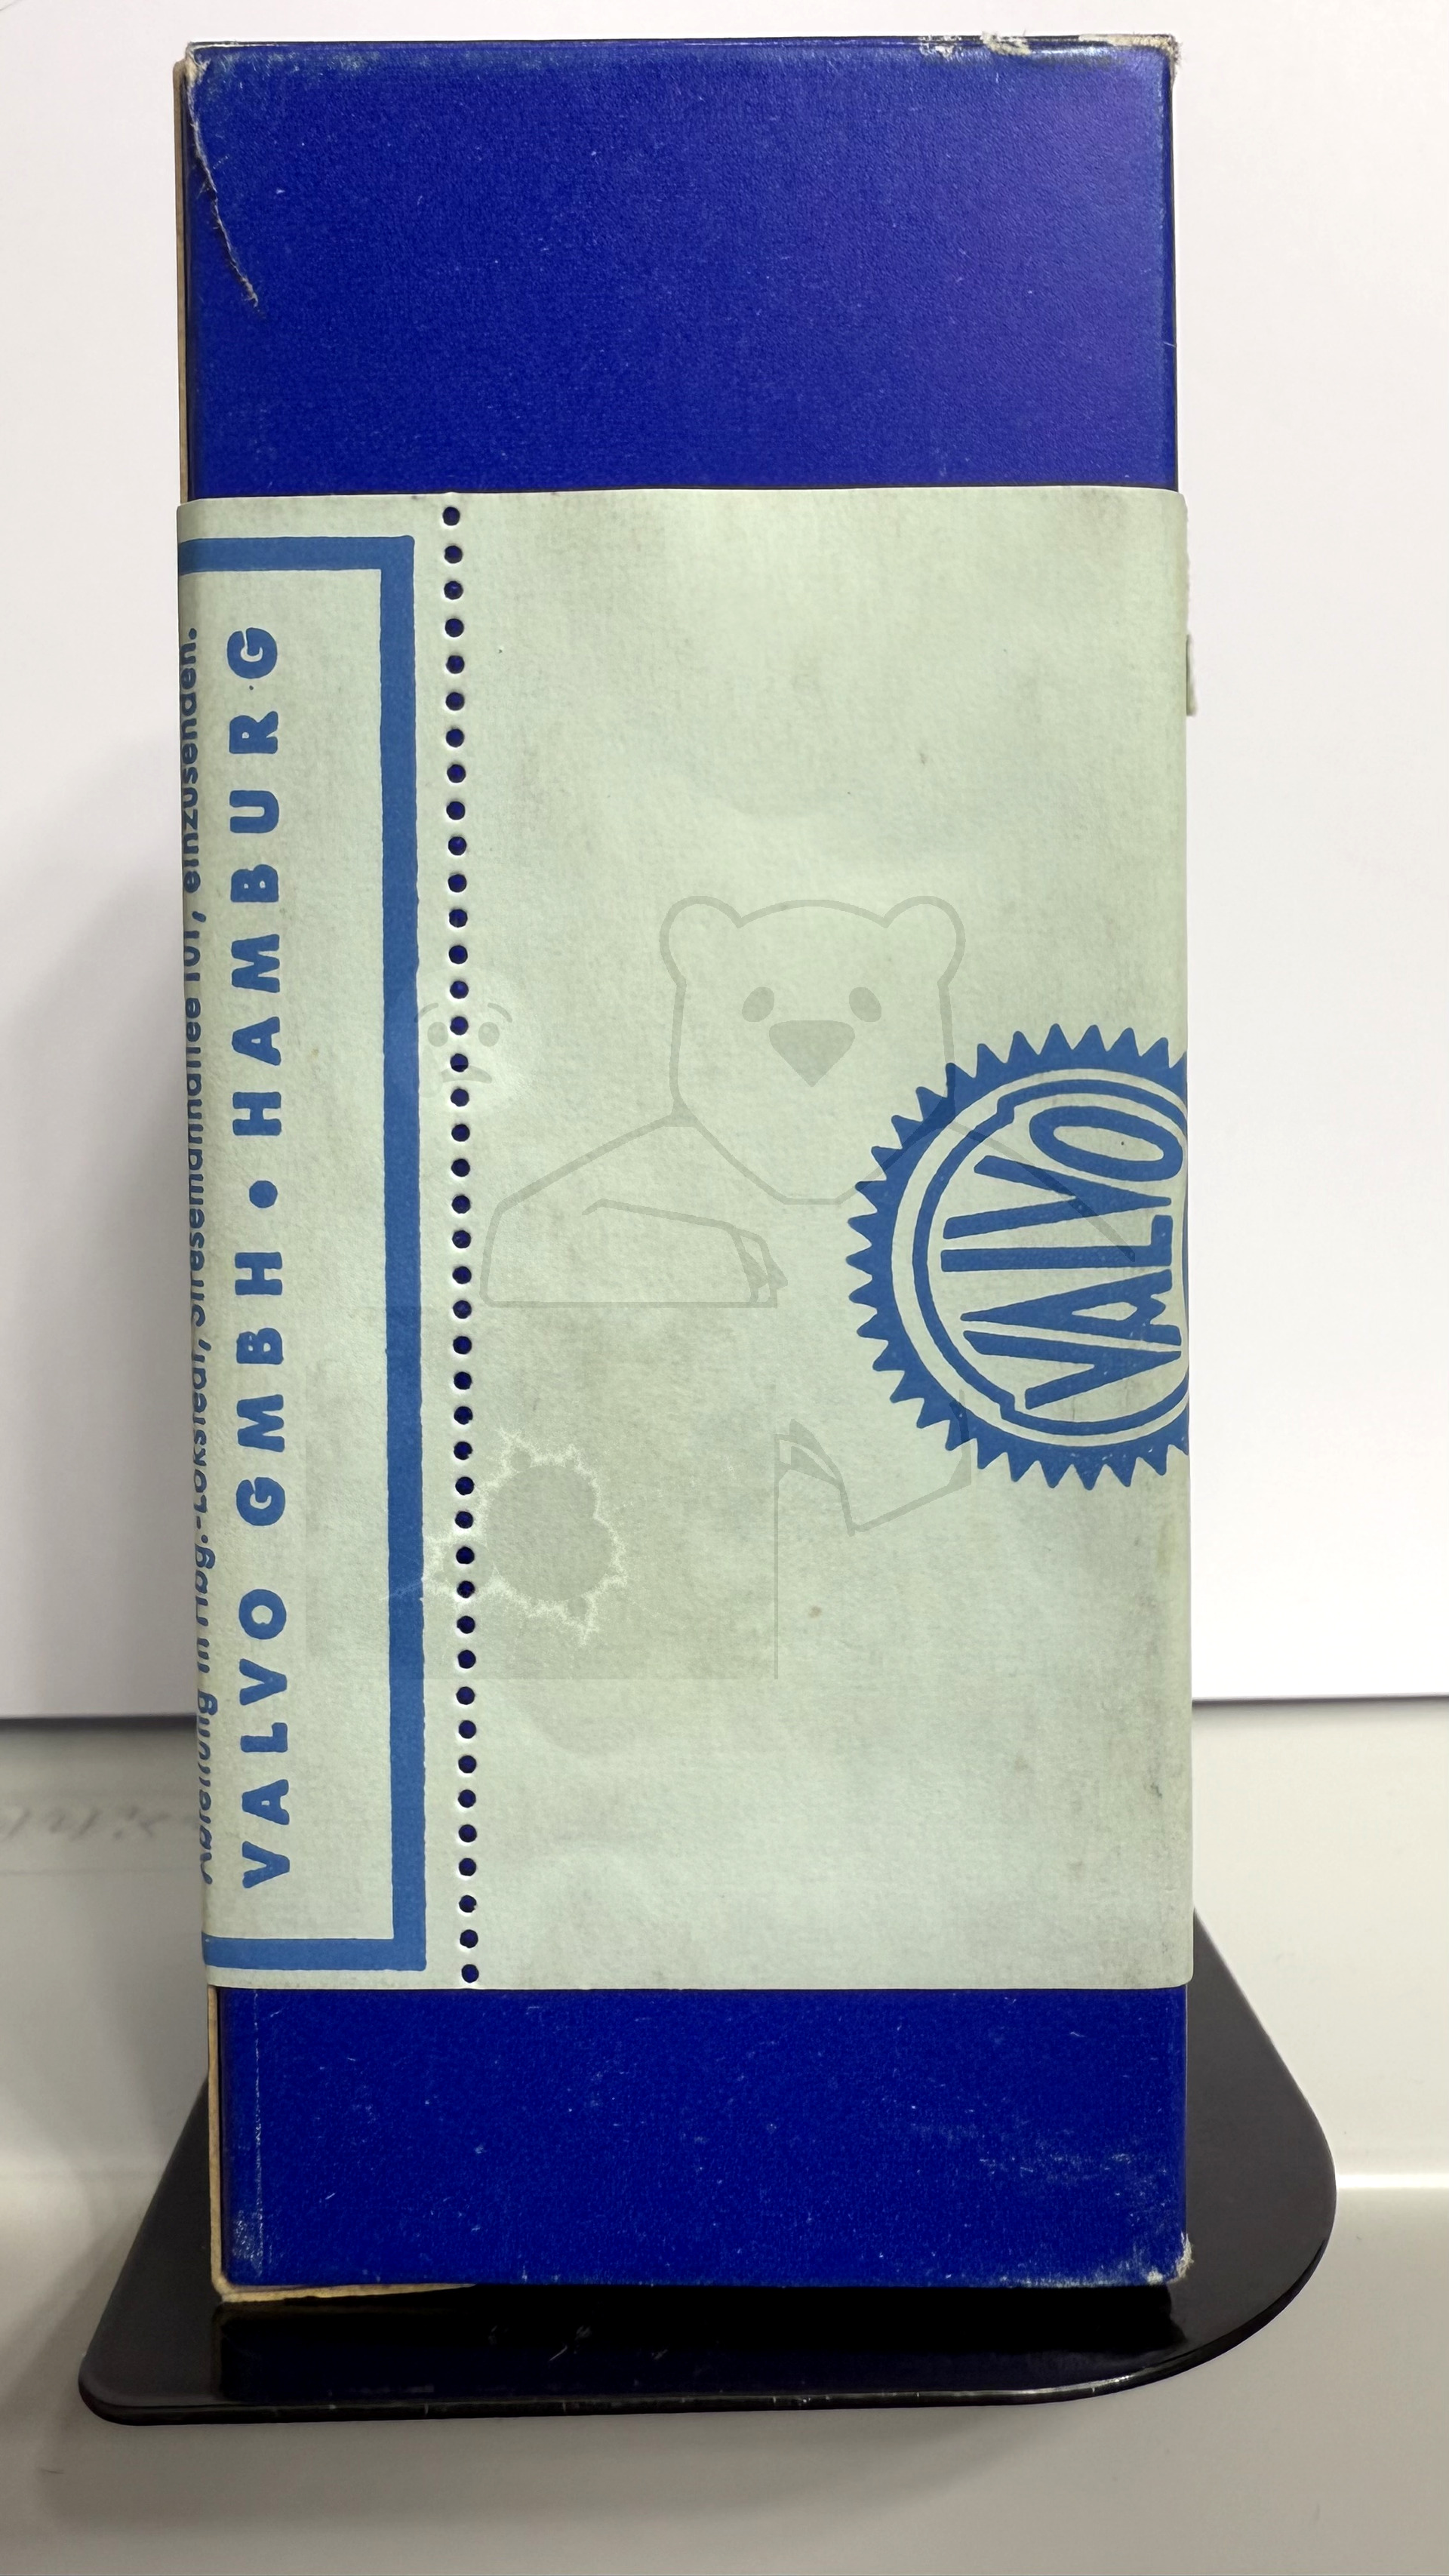 Abteilung in Hbg.-Lokstedt, Stresemannallee 101, einzusenden.
VALVO GMBH • HAMBURG
VALVO